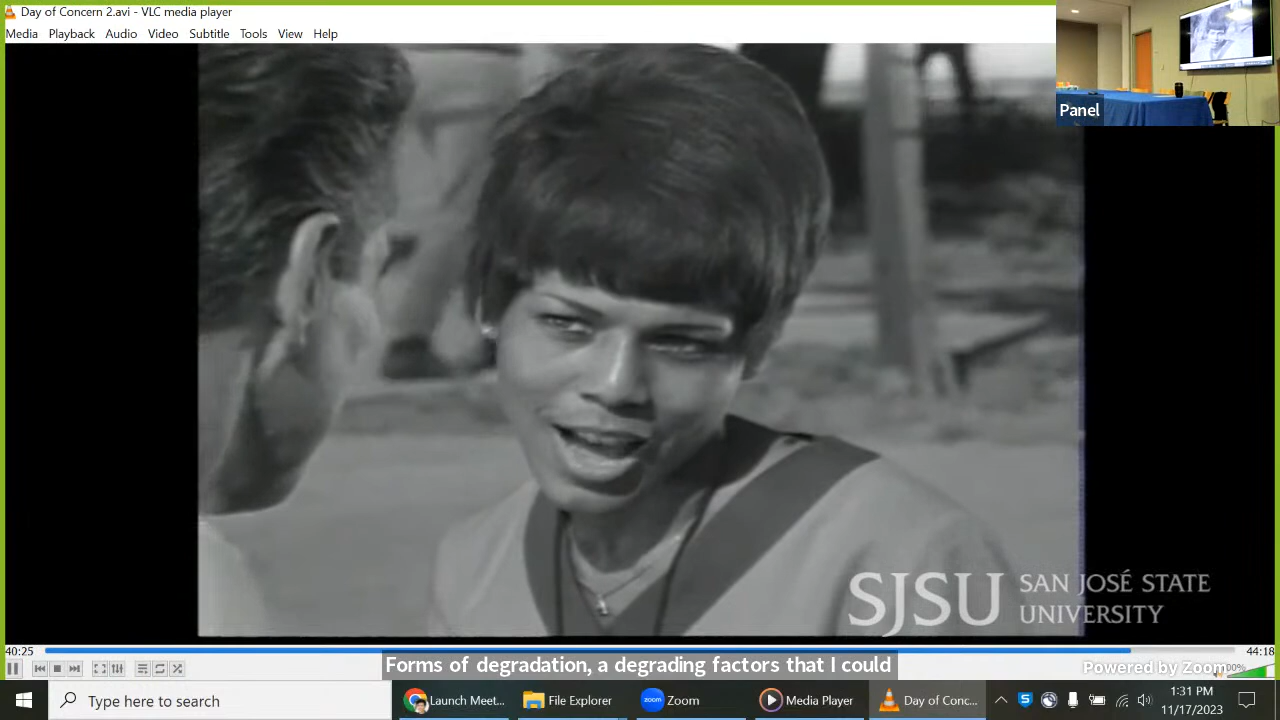 Day of Concern 2.avi - VLC media player
Media Playback Audio Video Subtitle Tools View Help
Panel
SJSU SAN JOSÉ STATE
UNIVERSITY
40:25
44:18
Forms of degradation, a degrading factors that I could
Powered by Zoom
Type here to search
Launch Meet...
File Explorer
Zoom
Media Player
Day of Conc...
1:31 PM
11/17/2023